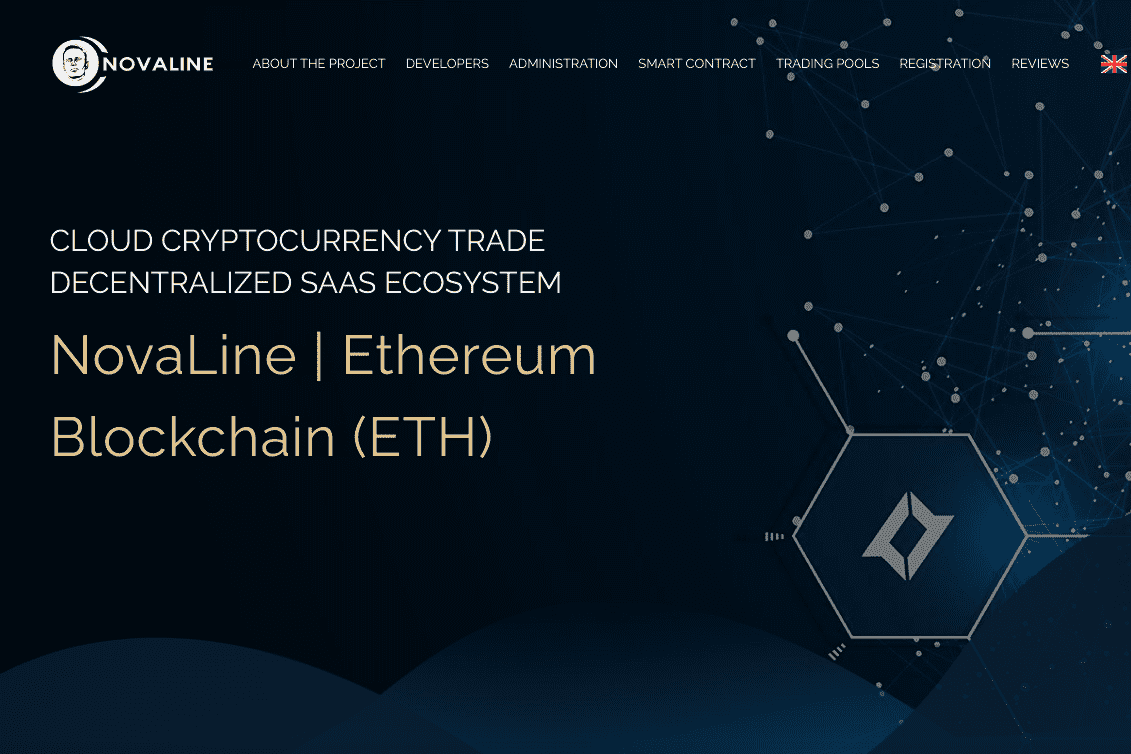 NOVALINE
ABOUT THE PROJECT
DEVELOPERS
ADMINISTRATION
SMART CONTRACT
TRADING POOLS
REGISTRATION
REVIEWS
CLOUD CRYPTOCURRENCY TRADE
DECENTRALIZED SAAS ECOSYSTEM
NovaLine | Ethereum
Blockchain (ETH)